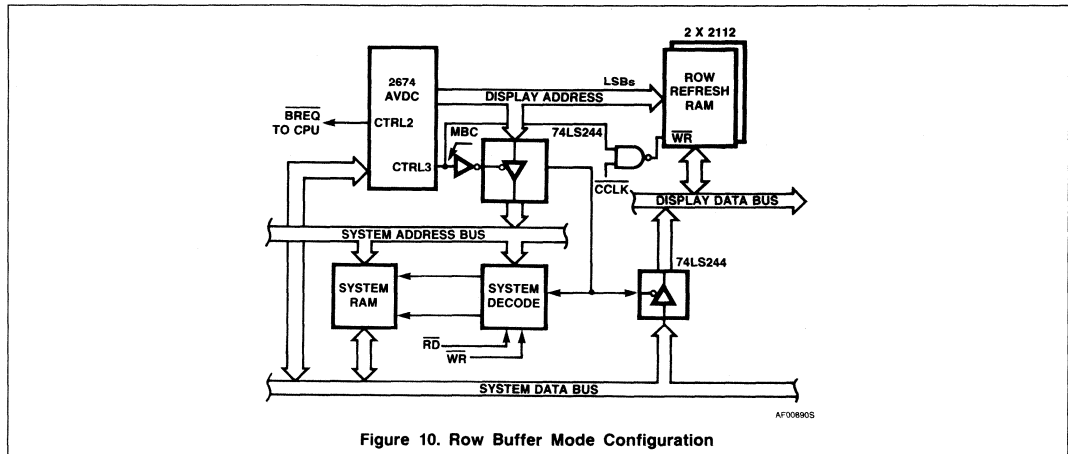 2 X 2112
2674
AVDC
LSBs
ROW
REFRESH
RAM
DISPLAY ADDRESS
BREQ
TO CPU
CTRL2
MBC
74LS244
WR
CTRL3
CCLK
DISPLAY DATA BUS
SYSTEM ADDRESS BUS
74LS244
SYSTEM
RAM
SYSTEM
DECODE
RD
WR
SYSTEM DATA BUS
AF00890S
Figure 10. Row Buffer Mode Configuration